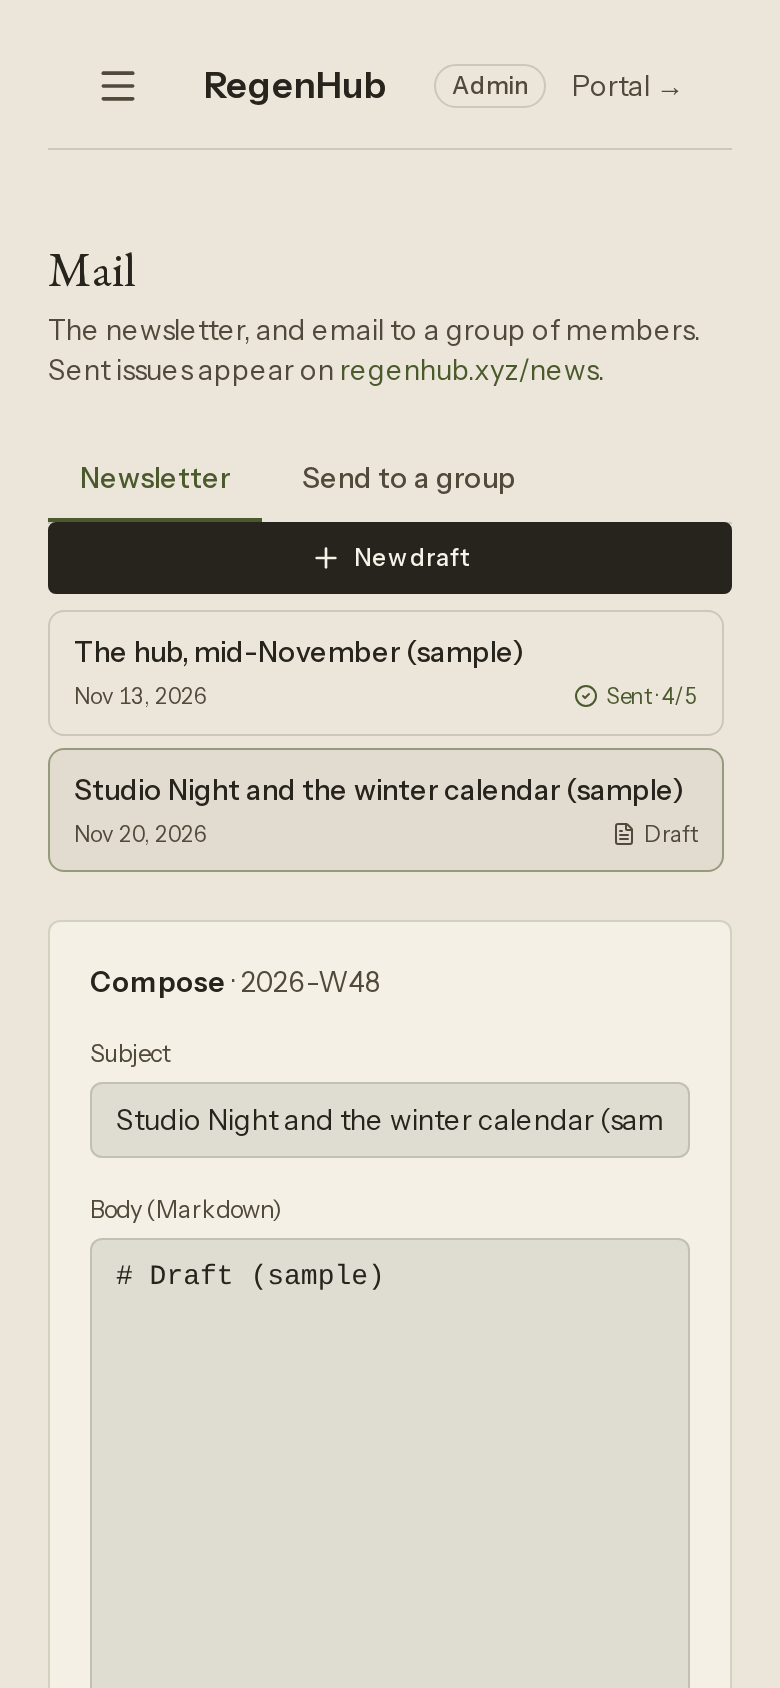 RegenHub Admin Portal →
Mail
The newsletter, and email to a group of members.
Sent issues appear on regenhub.xyz/news.
Newsletter Send to a group
New draft
The hub, mid-November (sample)
Nov 13, 2026 Sent · 4/5
Studio Night and the winter calendar (sample)
Nov 20, 2026 Draft
Compose · 2026-W48
Subject
Studio Night and the winter calendar (sam
Body (Markdown)
# Draft (sample)